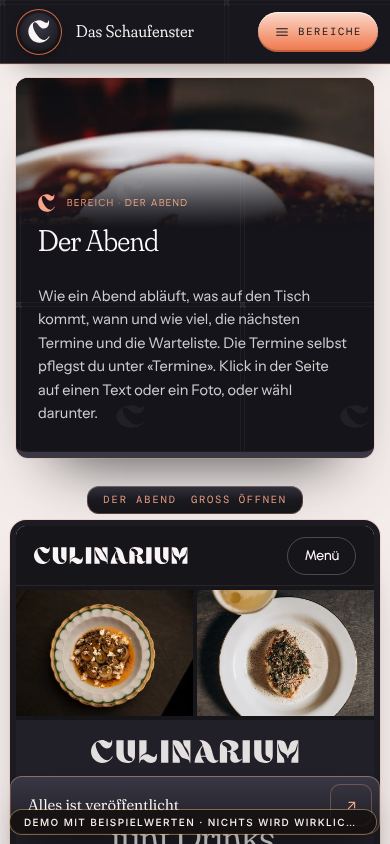 Das Schaufenster
BEREICHE
BEREICH · DER ABEND
Der Abend
Wie ein Abend abläuft, was auf den Tisch
kommt, wann und wie viel, die nächsten
Termine und die Warteliste. Die Termine selbst
pflegst du unter «Termine». Klick in der Seite
auf einen Text oder ein Foto, oder wähl
darunter.
DER ABEND GROSS ÖFFNEN
CULINARIUM
Menü
CULINARIUM
Alles ist veröffentlicht
DEMO MIT BEISPIELWERTEN · NICHTS WIRD WIRKLIC...
fünf Drinks